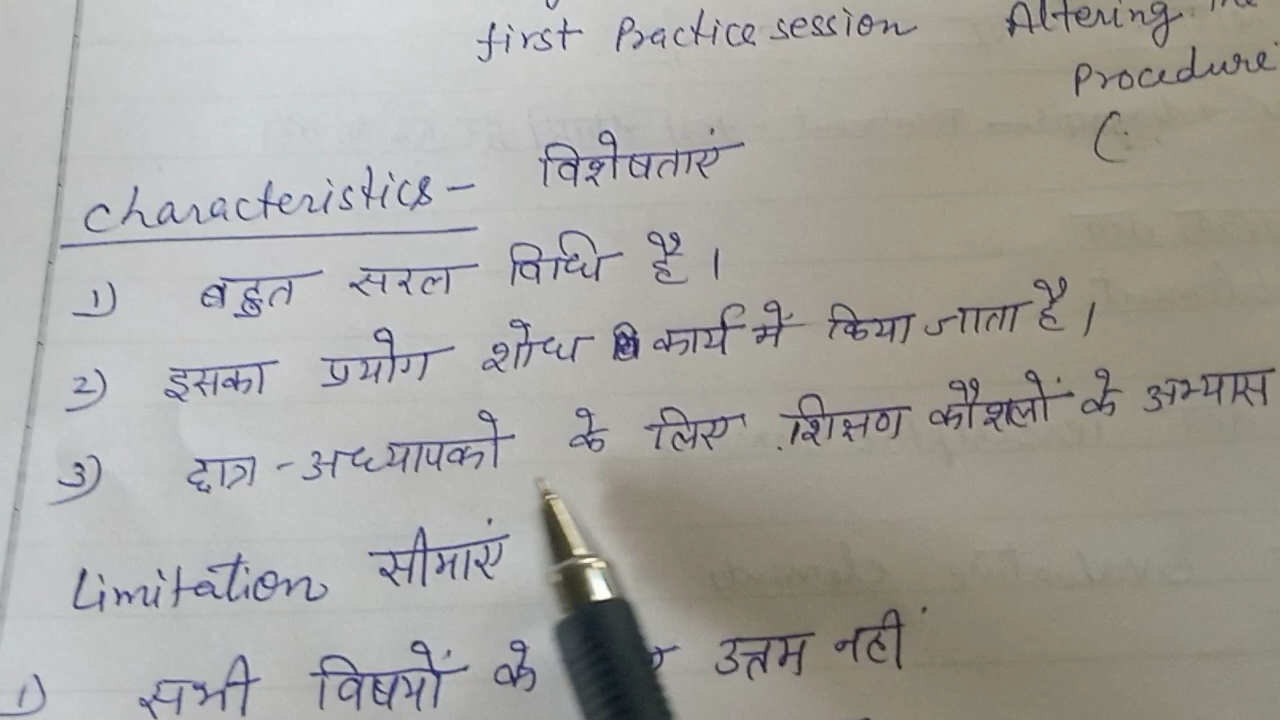 first Practice session Altering the
Procedure
(
Characteristics - विशेषताएं
1) बहुत सरल विधि है।
2) इसका प्रयोग शोध कार्य में किया जाता है।
3) छात्र - अध्यापको के लिए शिक्षण कौशलों के अभ्यास
Limitation सीमाएं
1) सभी विषयों के उत्तम नहीं